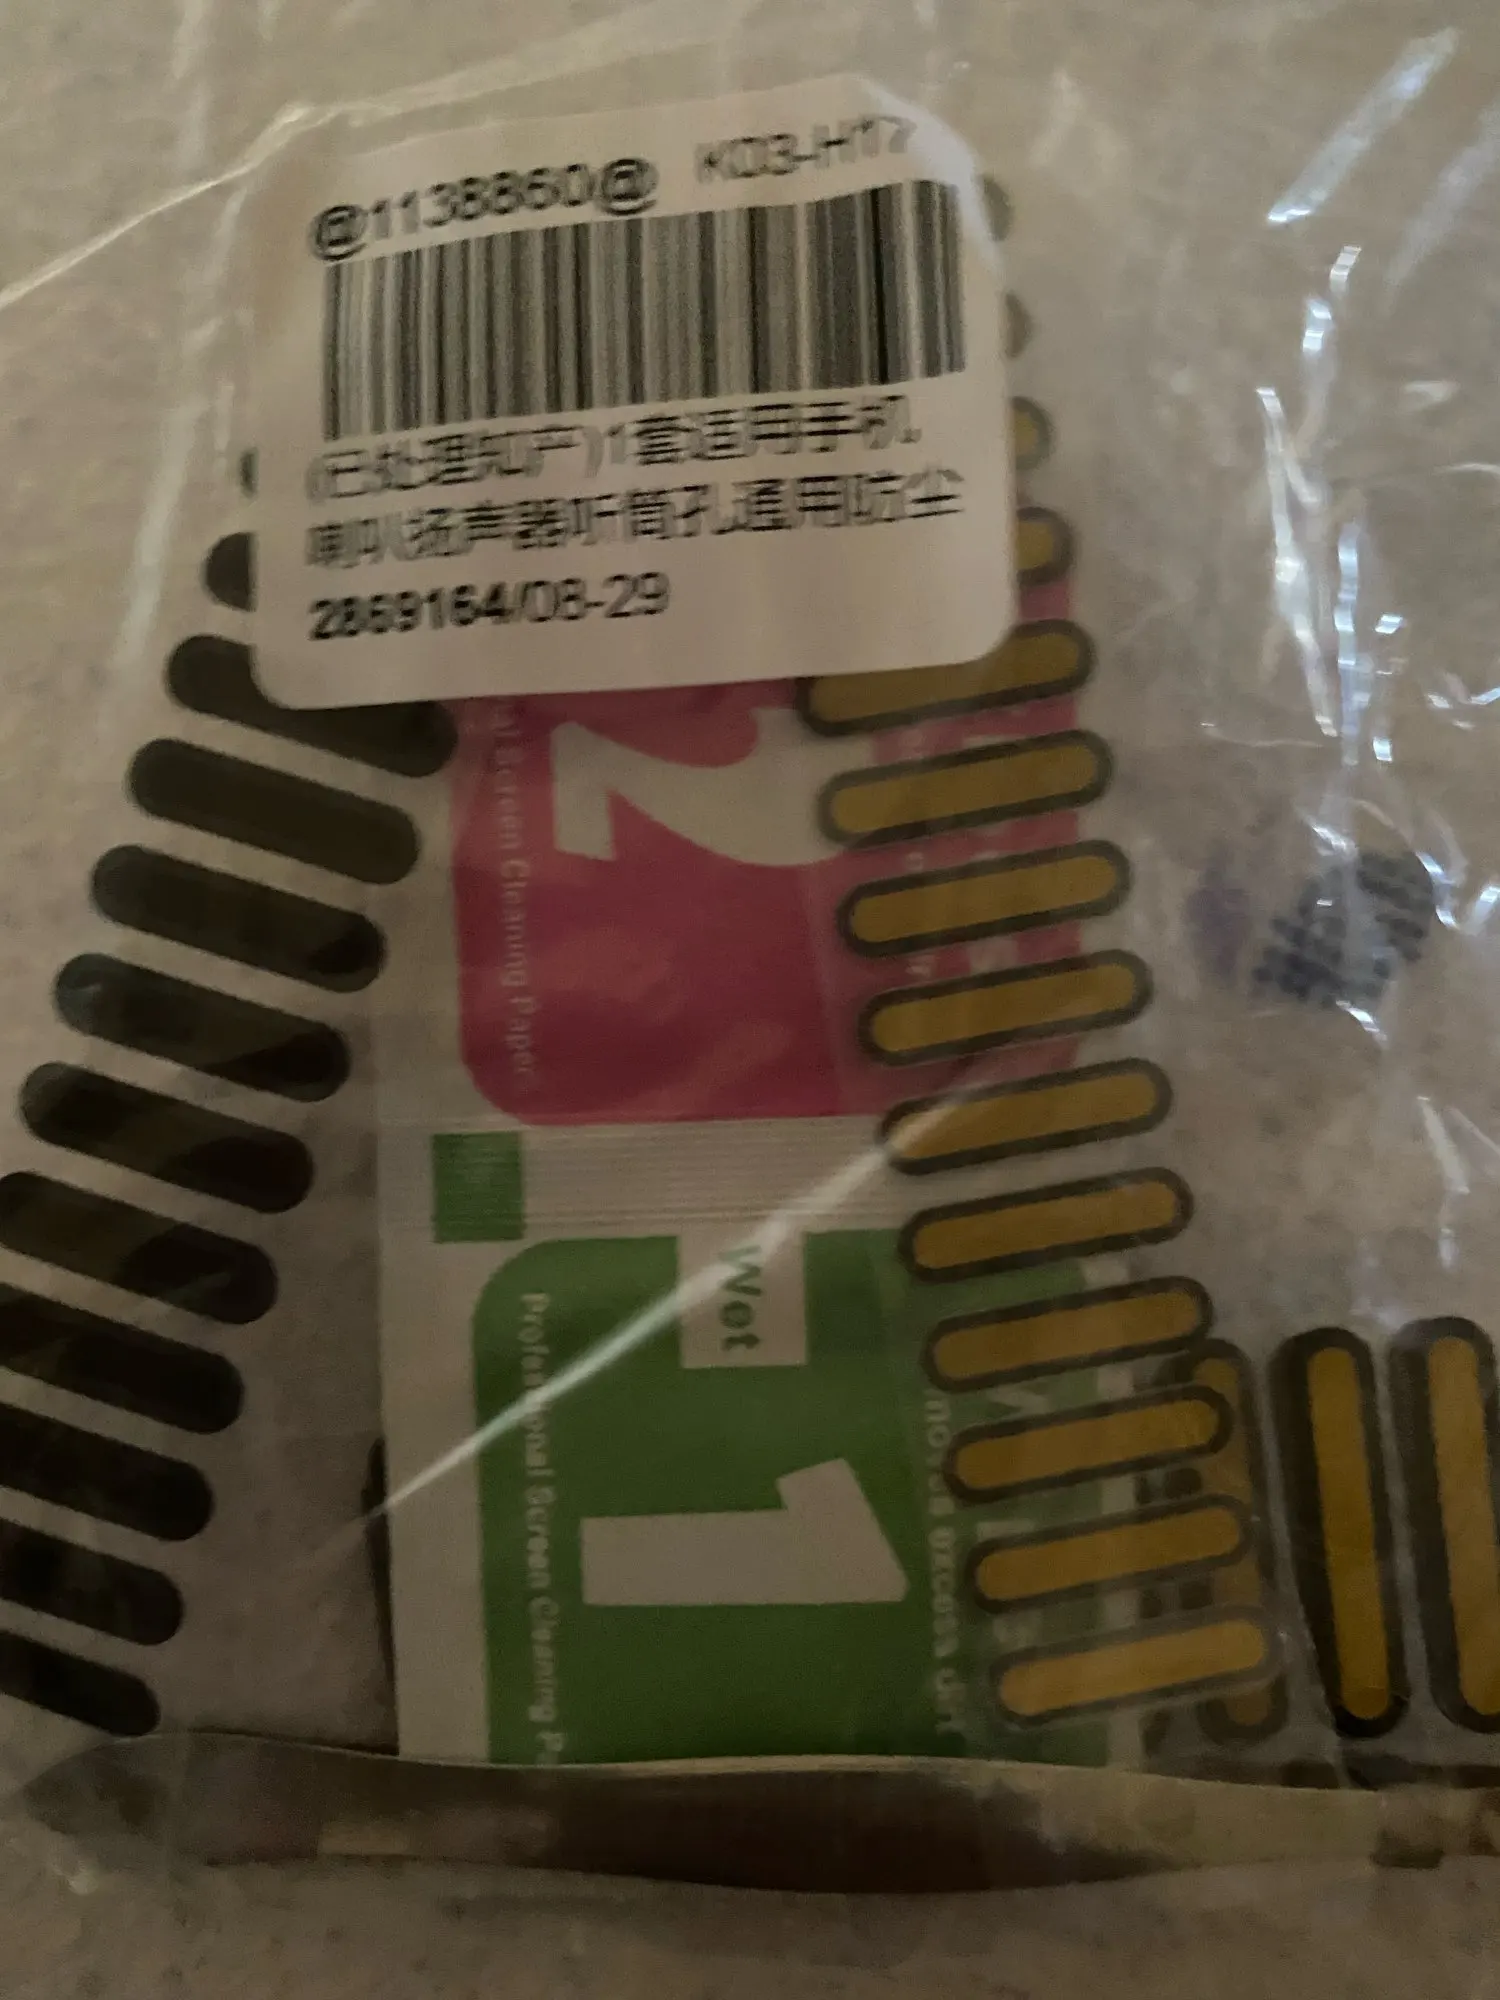 @1138860@ K03-H17
(已处理知产)1套适用手机
喇叭扬声器听筒孔通用防尘
2869164/08-29
2
Screen Cleaning Paper
Wet
1
Professional Screen Cleaning
excess dirt